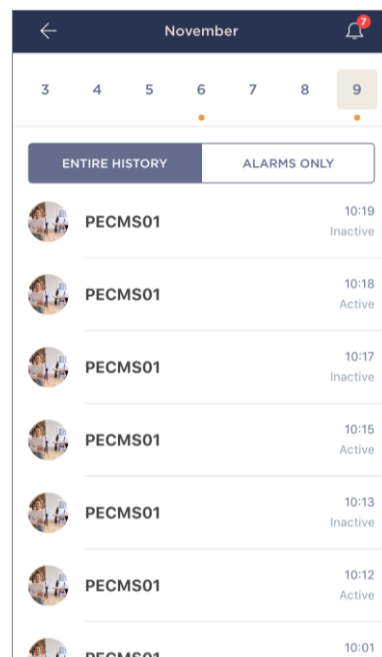 November
7
3 4 5 6 7 8 9
ENTIRE HISTORY ALARMS ONLY
PECMS01 10:19
Inactive
PECMS01 10:18
Active
PECMS01 10:17
Inactive
PECMS01 10:15
Active
PECMS01 10:13
Inactive
PECMS01 10:12
Active
PECMS01 10:01